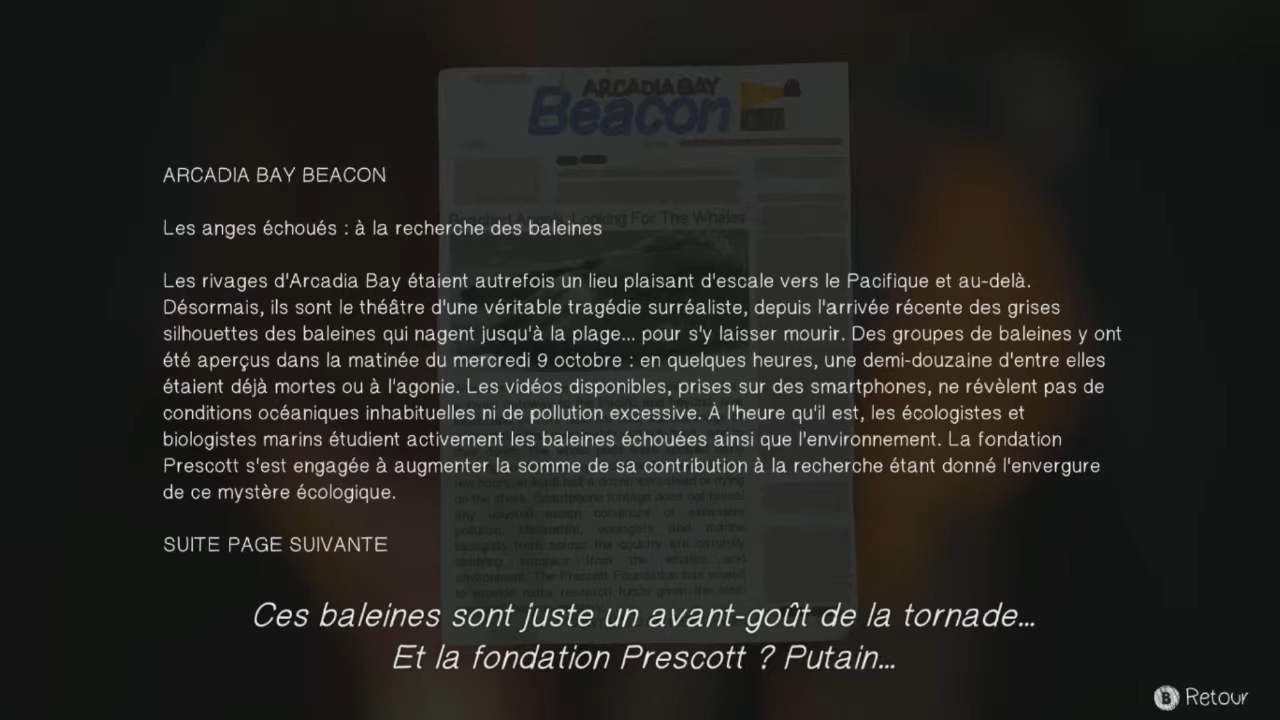 ARCADIA BAY
Beacon
ARCADIA BAY BEACON
Les anges échoués : à la recherche des baleines
Looking For The Whales
Les rivages d'Arcadia Bay étaient autrefois un lieu plaisant d'escale vers le Pacifique et au-delà.
Désormais, ils sont le théâtre d'une véritable tragédie surréaliste, depuis l'arrivée récente des grises
silhouettes des baleines qui nagent jusqu'à la plage... pour s'y laisser mourir. Des groupes de baleines y ont
été aperçus dans la matinée du mercredi 9 octobre : en quelques heures, une demi-douzaine d'entre elles
étaient déjà mortes ou à l'agonie. Les vidéos disponibles, prises sur des smartphones, ne révèlent pas de
conditions océaniques inhabituelles ni de pollution excessive. À l'heure qu'il est, les écologistes et
biologistes marins étudient activement les baleines échouées ainsi que l'environnement. La fondation
Prescott s'est engagée à augmenter la somme de sa contribution à la recherche étant donné l'envergure
de ce mystère écologique.
SUITE PAGE SUIVANTE
Ces baleines sont juste un avant-goût de la tornade...
Et la fondation Prescott ? Putain...
B Retour